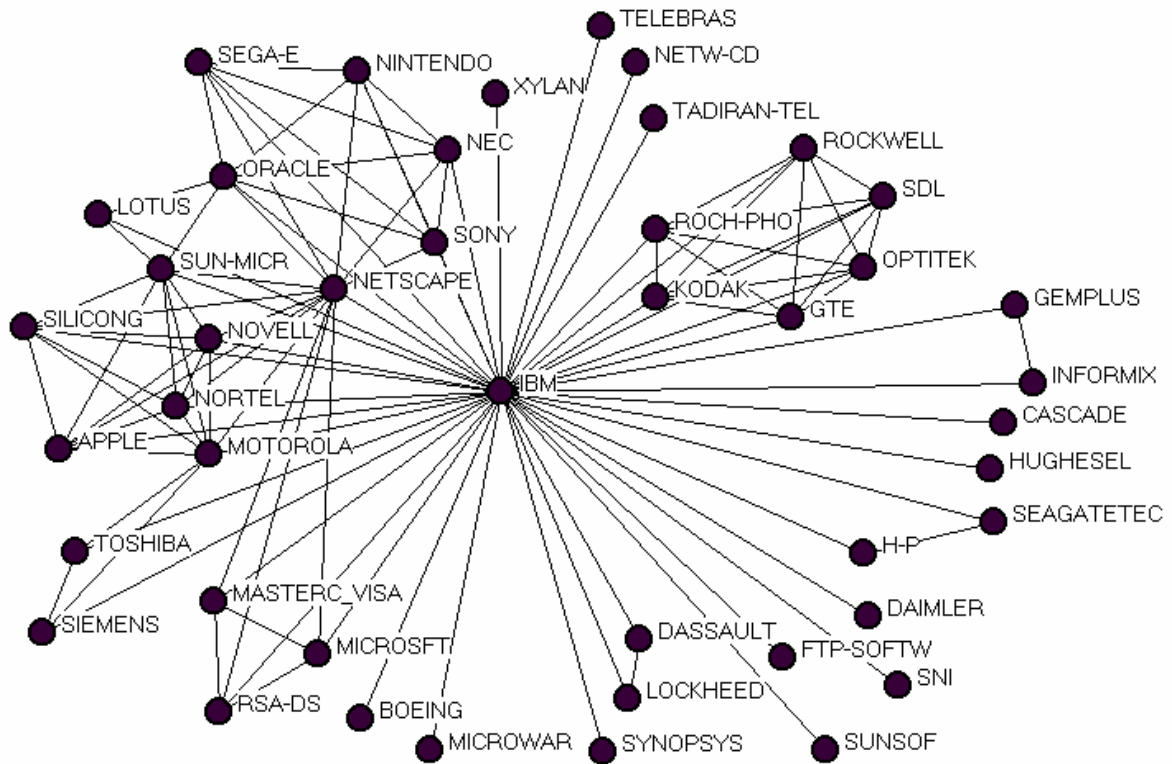 TELEBRAS
SEGA-E
NINTENDO
NETW-CD
XYLAN
TADIRAN-TEL
NEC
ROCKWELL
ORACLE
SDL
LOTUS
ROCH-PHO
SONY
SUN-MICR
OPTITEK
NETSCAPE
KODAK
GEMPLUS
SILICONG
NOVELL
GTE
IBM
INFORMIX
NORTEL
CASCADE
APPLE
MOTOROLA
HUGHESEL
SEAGATETEC
TOSHIBA
H-P
MASTERC_VISA
DAIMLER
SIEMENS
DASSAULT
MICROSFT
FTP-SOFTW
SNI
LOCKHEED
RSA-DS
BOEING
MICROWAR
SYNOPSYS
SUNSOF